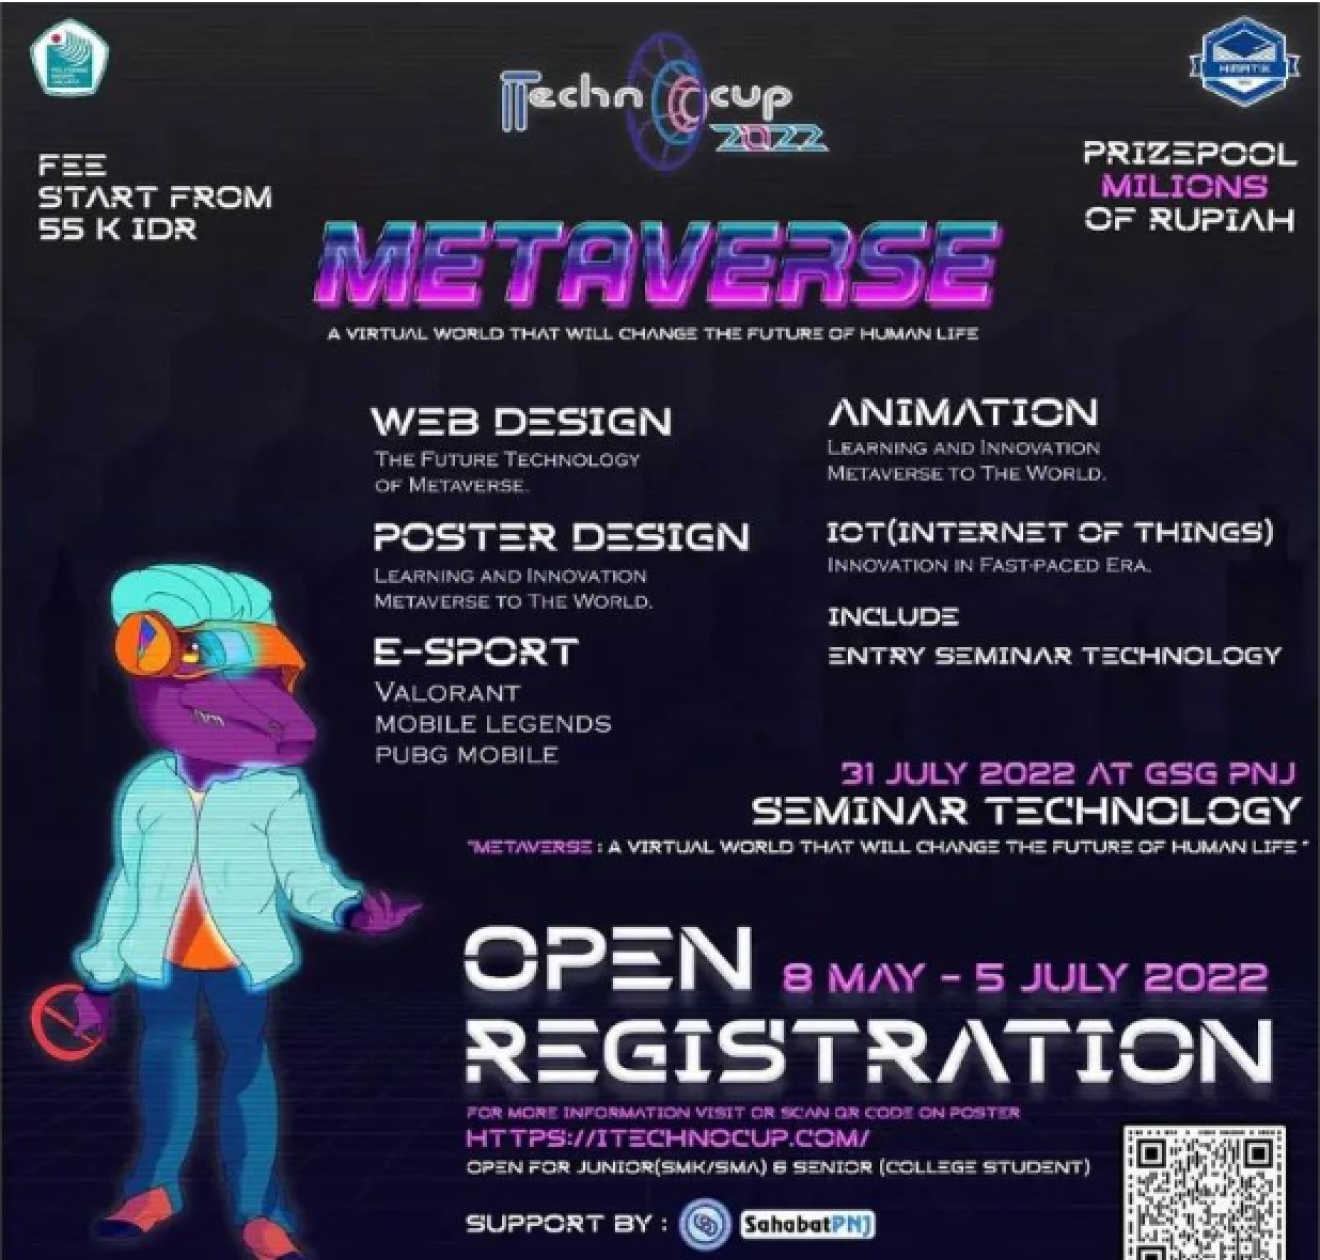 ITechnocup
2022
HIMATIK
FEE
START FROM
55 K IDR
PRIZEPOOL
MILIONS
OF RUPIAH
METAVERSE
A VIRTUAL WORLD THAT WILL CHANGE THE FUTURE OF HUMAN LIFE
WEB DESIGN
THE FUTURE TECHNOLOGY
OF METAVERSE.
POSTER DESIGN
LEARNING AND INNOVATION
METAVERSE TO THE WORLD.
E-SPORT
VALORANT
MOBILE LEGENDS
PUBG MOBILE
ANIMATION
LEARNING AND INNOVATION
METAVERSE TO THE WORLD.
IOT(INTERNET OF THINGS)
INNOVATION IN FAST-PACED ERA.
INCLUDE
ENTRY SEMINAR TECHNOLOGY
31 JULY 2022 AT GSG PNJ
SEMINAR TECHNOLOGY
"METAVERSE : A VIRTUAL WORLD THAT WILL CHANGE THE FUTURE OF HUMAN LIFE "
OPEN 8 MAY - 5 JULY 2022
REGISTRATION
FOR MORE INFORMATION VISIT OR SCAN QR CODE ON POSTER
HTTPS://ITECHNOCUP.COM/
OPEN FOR JUNIOR(SMK/SMA) & SENIOR (COLLEGE STUDENT)
SUPPORT BY : SahabatPNJ